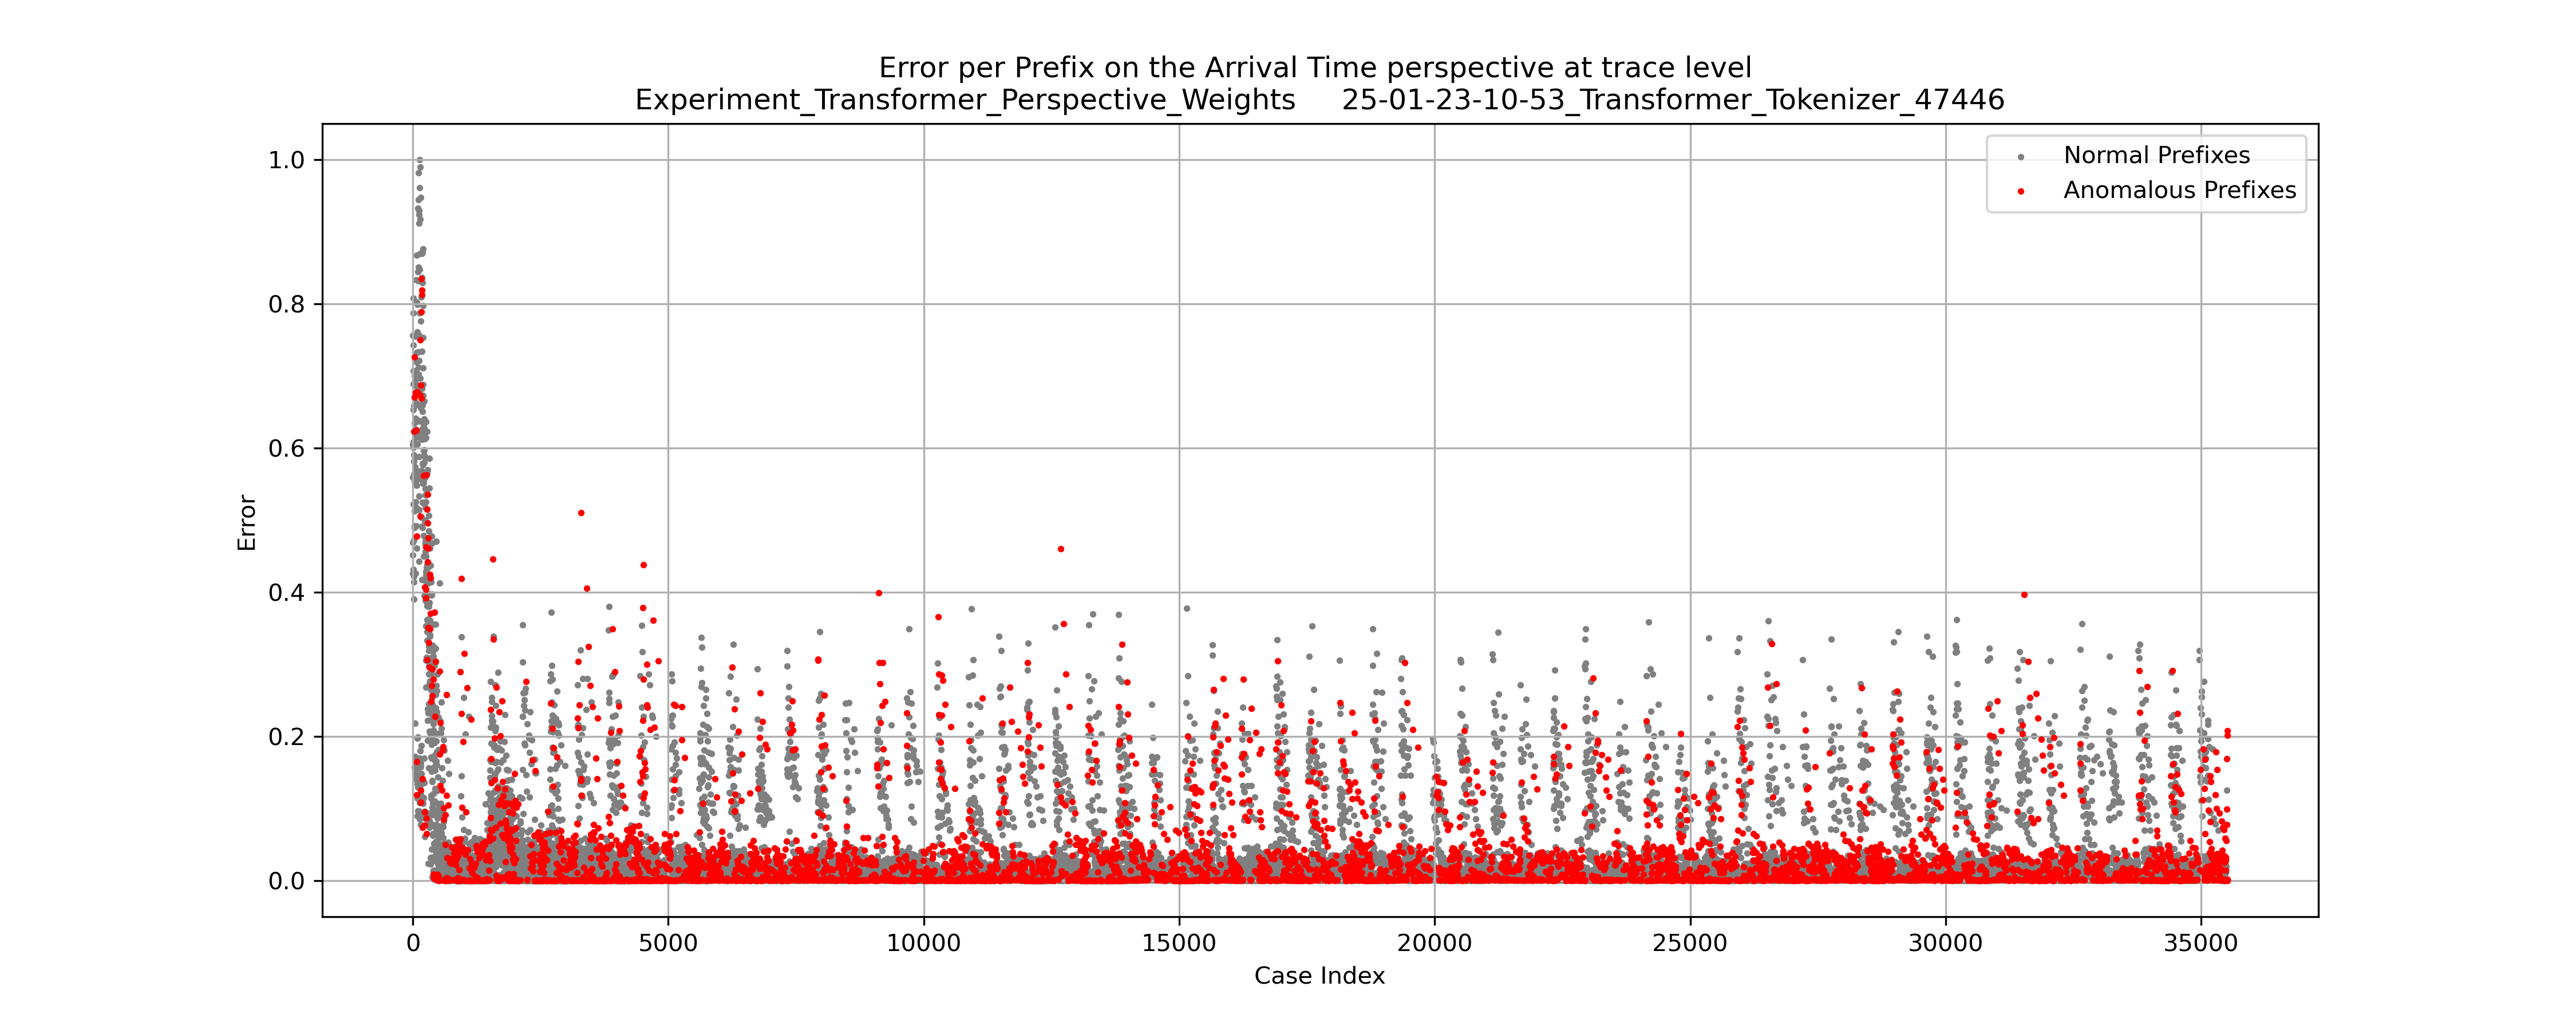 Error per Prefix on the Arrival Time perspective at trace level
Experiment_Transformer_Perspective_Weights 25-01-23-10-53_Transformer_Tokenizer_47446
Normal Prefixes
Anomalous Prefixes
1.0
0.8
0.6
0.4
0.2
0.0
Error
0 5000 10000 15000 20000 25000 30000 35000
Case Index